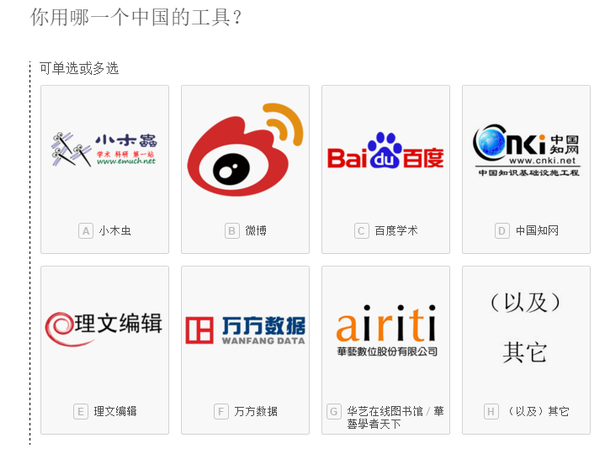 你用哪一个中国的工具？
可单选或多选
小木蟲
学术 科研 第一站
www.emuch.net
A 小木虫
B 微博
Bai du 百度
C 百度学术
cnki 中国知网
www.cnki.net
中国知识基础设施工程
D 中国知网
理文编辑
E 理文编辑
万方数据
WANFANG DATA
F 万方数据
airiti
華藝數位股份有限公司
G 华艺在线图书馆 / 華
藝學者天下
（以及）
其它
H （以及）其它